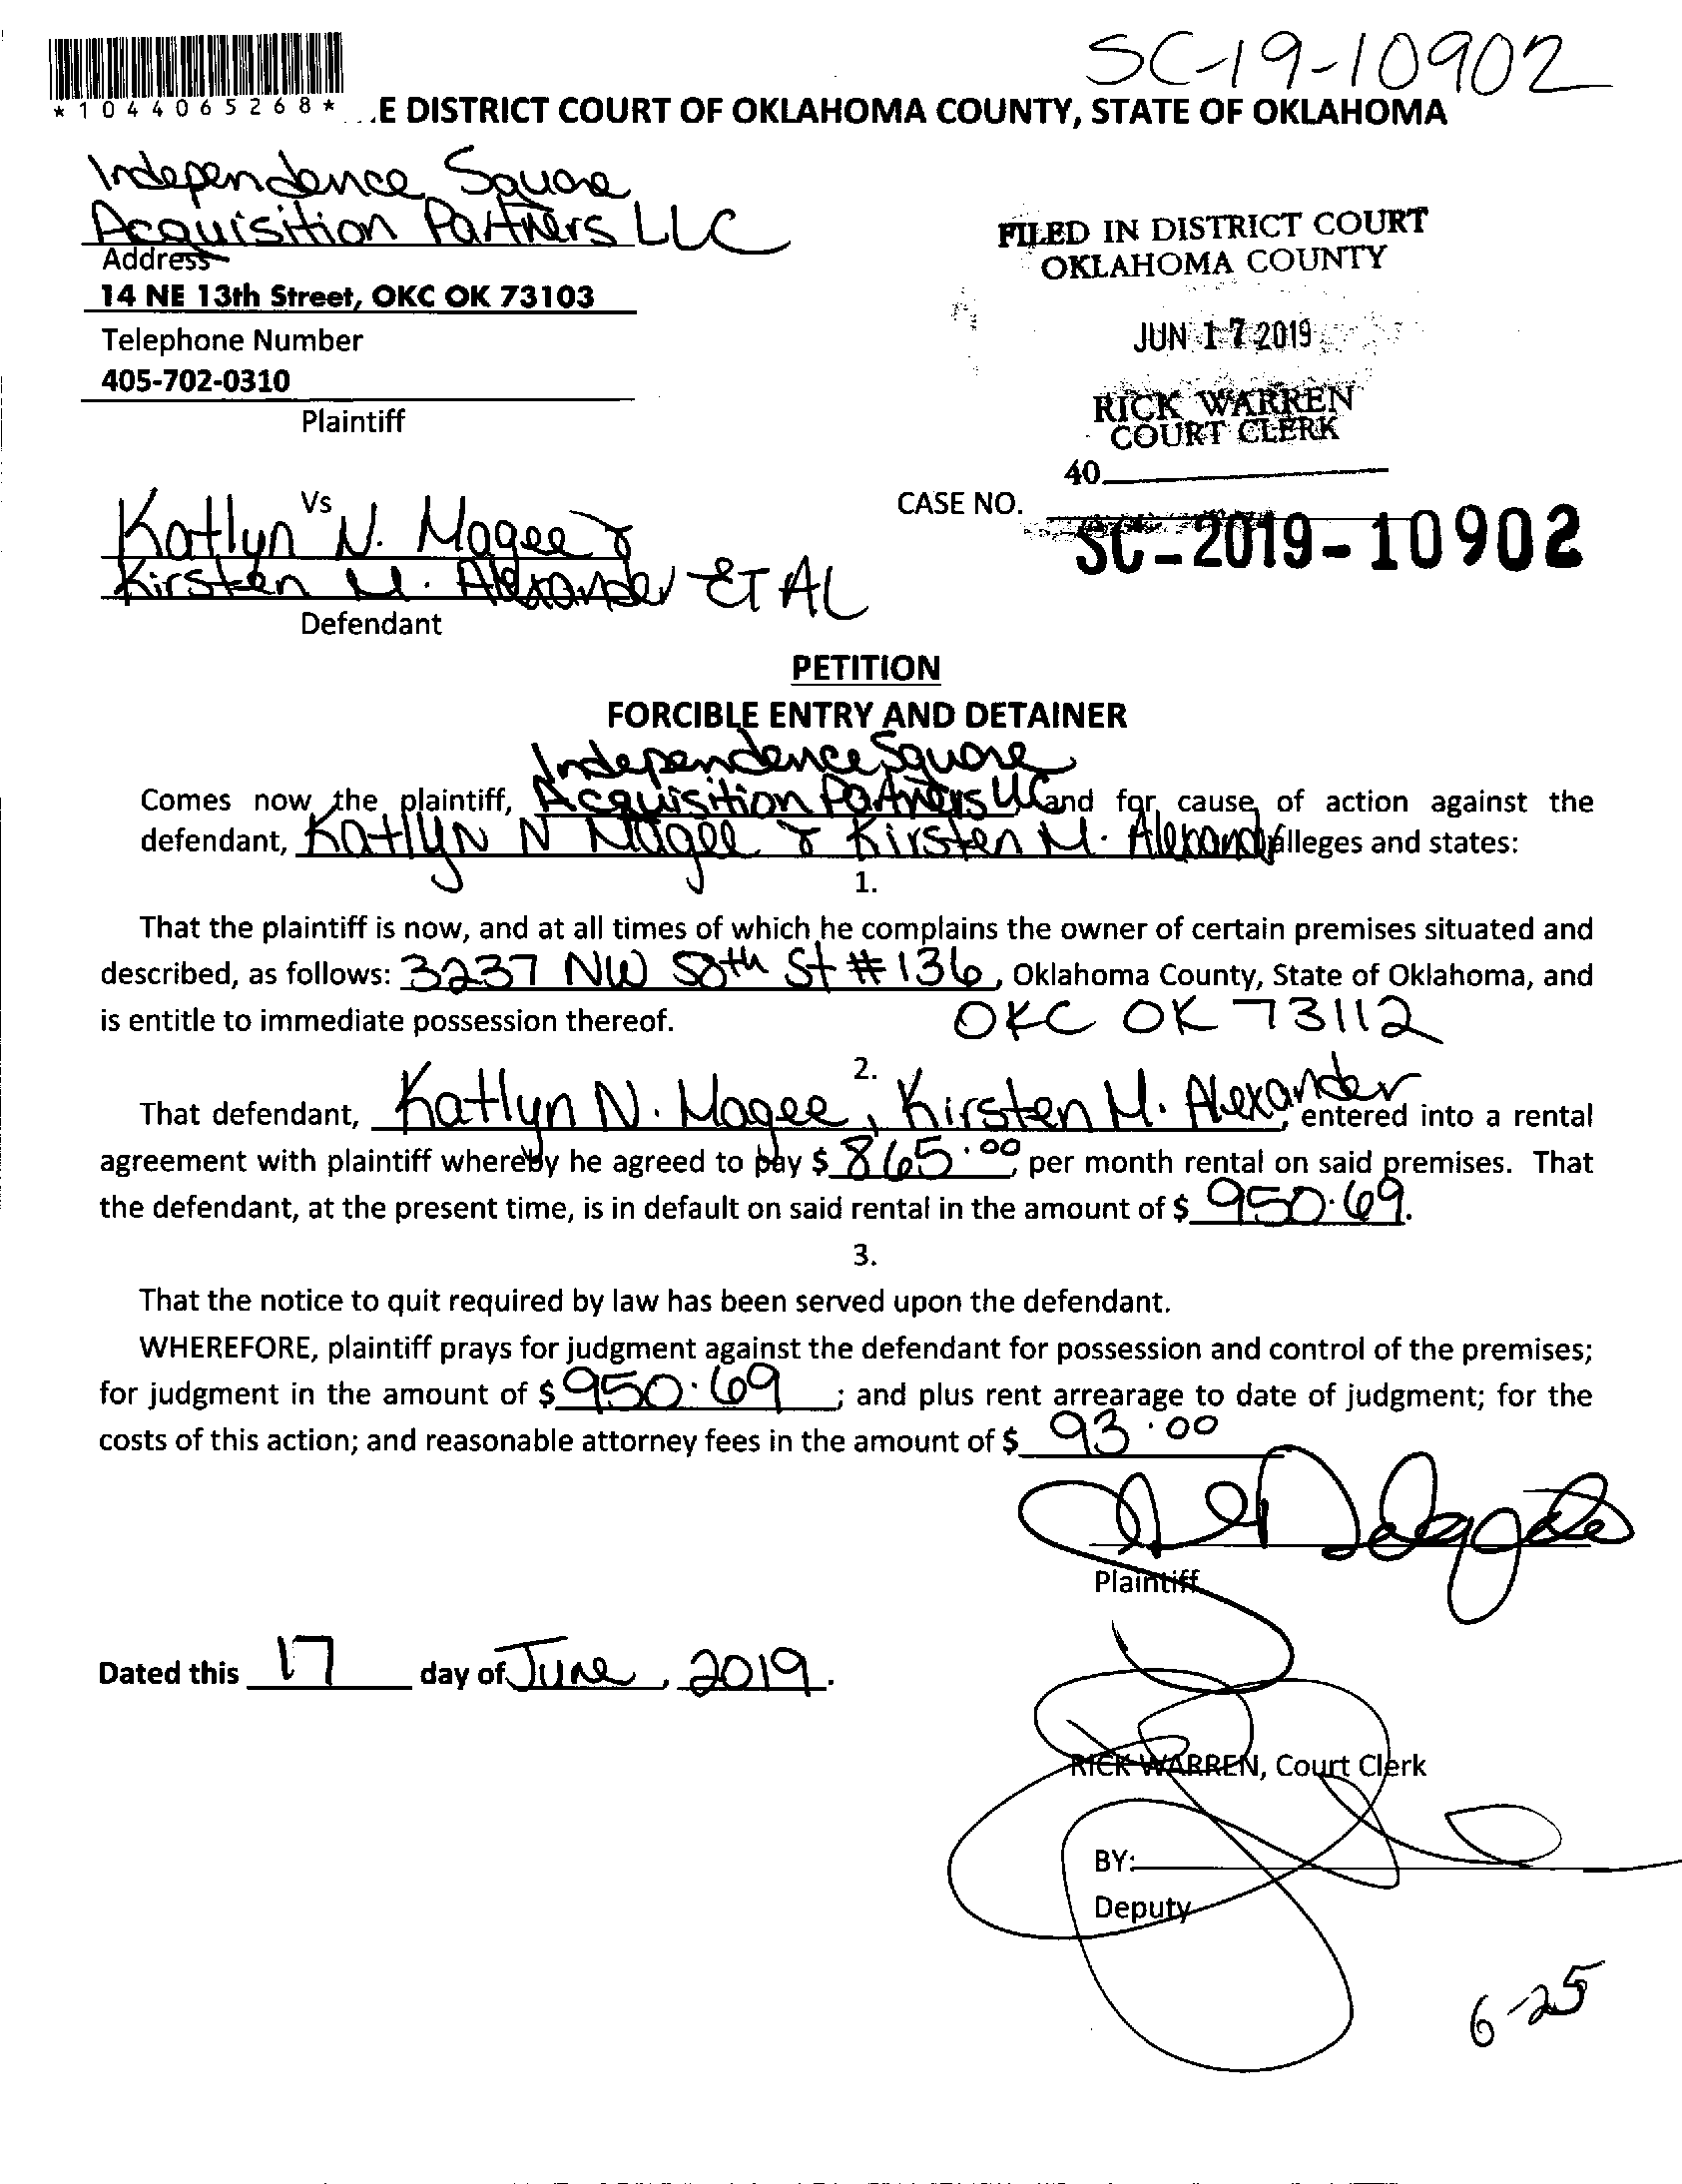 SC-19-10902
*1044065268*
.E DISTRICT COURT OF OKLAHOMA COUNTY, STATE OF OKLAHOMA
Independence Square
Acquisition Partners LLC
Address
14 NE 13th Street, OKC OK 73103
Telephone Number
405-702-0310
Plaintiff
FILED IN DISTRICT COURT
OKLAHOMA COUNTY
JUN 17 2019
RICK WARREN
COURT CLERK
40
Vs
Katlyn N. Magee &
Kirsten M. Alexander ET AL
Defendant
CASE NO.
SC-2019-10902
PETITION
FORCIBLE ENTRY AND DETAINER
Independence Square
Comes now the plaintiff, Acquisition Partners LLC and for cause of action against the
defendant, Katlyn N Magee & Kirsten M. Alexand alleges and states:
1.
That the plaintiff is now, and at all times of which he complains the owner of certain premises situated and
described, as follows: 3237 NW 50th St #136, Oklahoma County, State of Oklahoma, and
is entitle to immediate possession thereof. OKC OK 73112
2.
That defendant, Katlyn N. Magee, Kirsten M. Alexander, entered into a rental
agreement with plaintiff whereby he agreed to pay $ 865.00, per month rental on said premises. That
the defendant, at the present time, is in default on said rental in the amount of $ 950.69.
3.
That the notice to quit required by law has been served upon the defendant.
WHEREFORE, plaintiff prays for judgment against the defendant for possession and control of the premises;
for judgment in the amount of $ 950.69 ; and plus rent arrearage to date of judgment; for the
costs of this action; and reasonable attorney fees in the amount of $ 93.00
Plaintiff
Dated this 17 day of June, 2019.
RICK WARREN, Court Clerk
BY:
Deputy
6-25